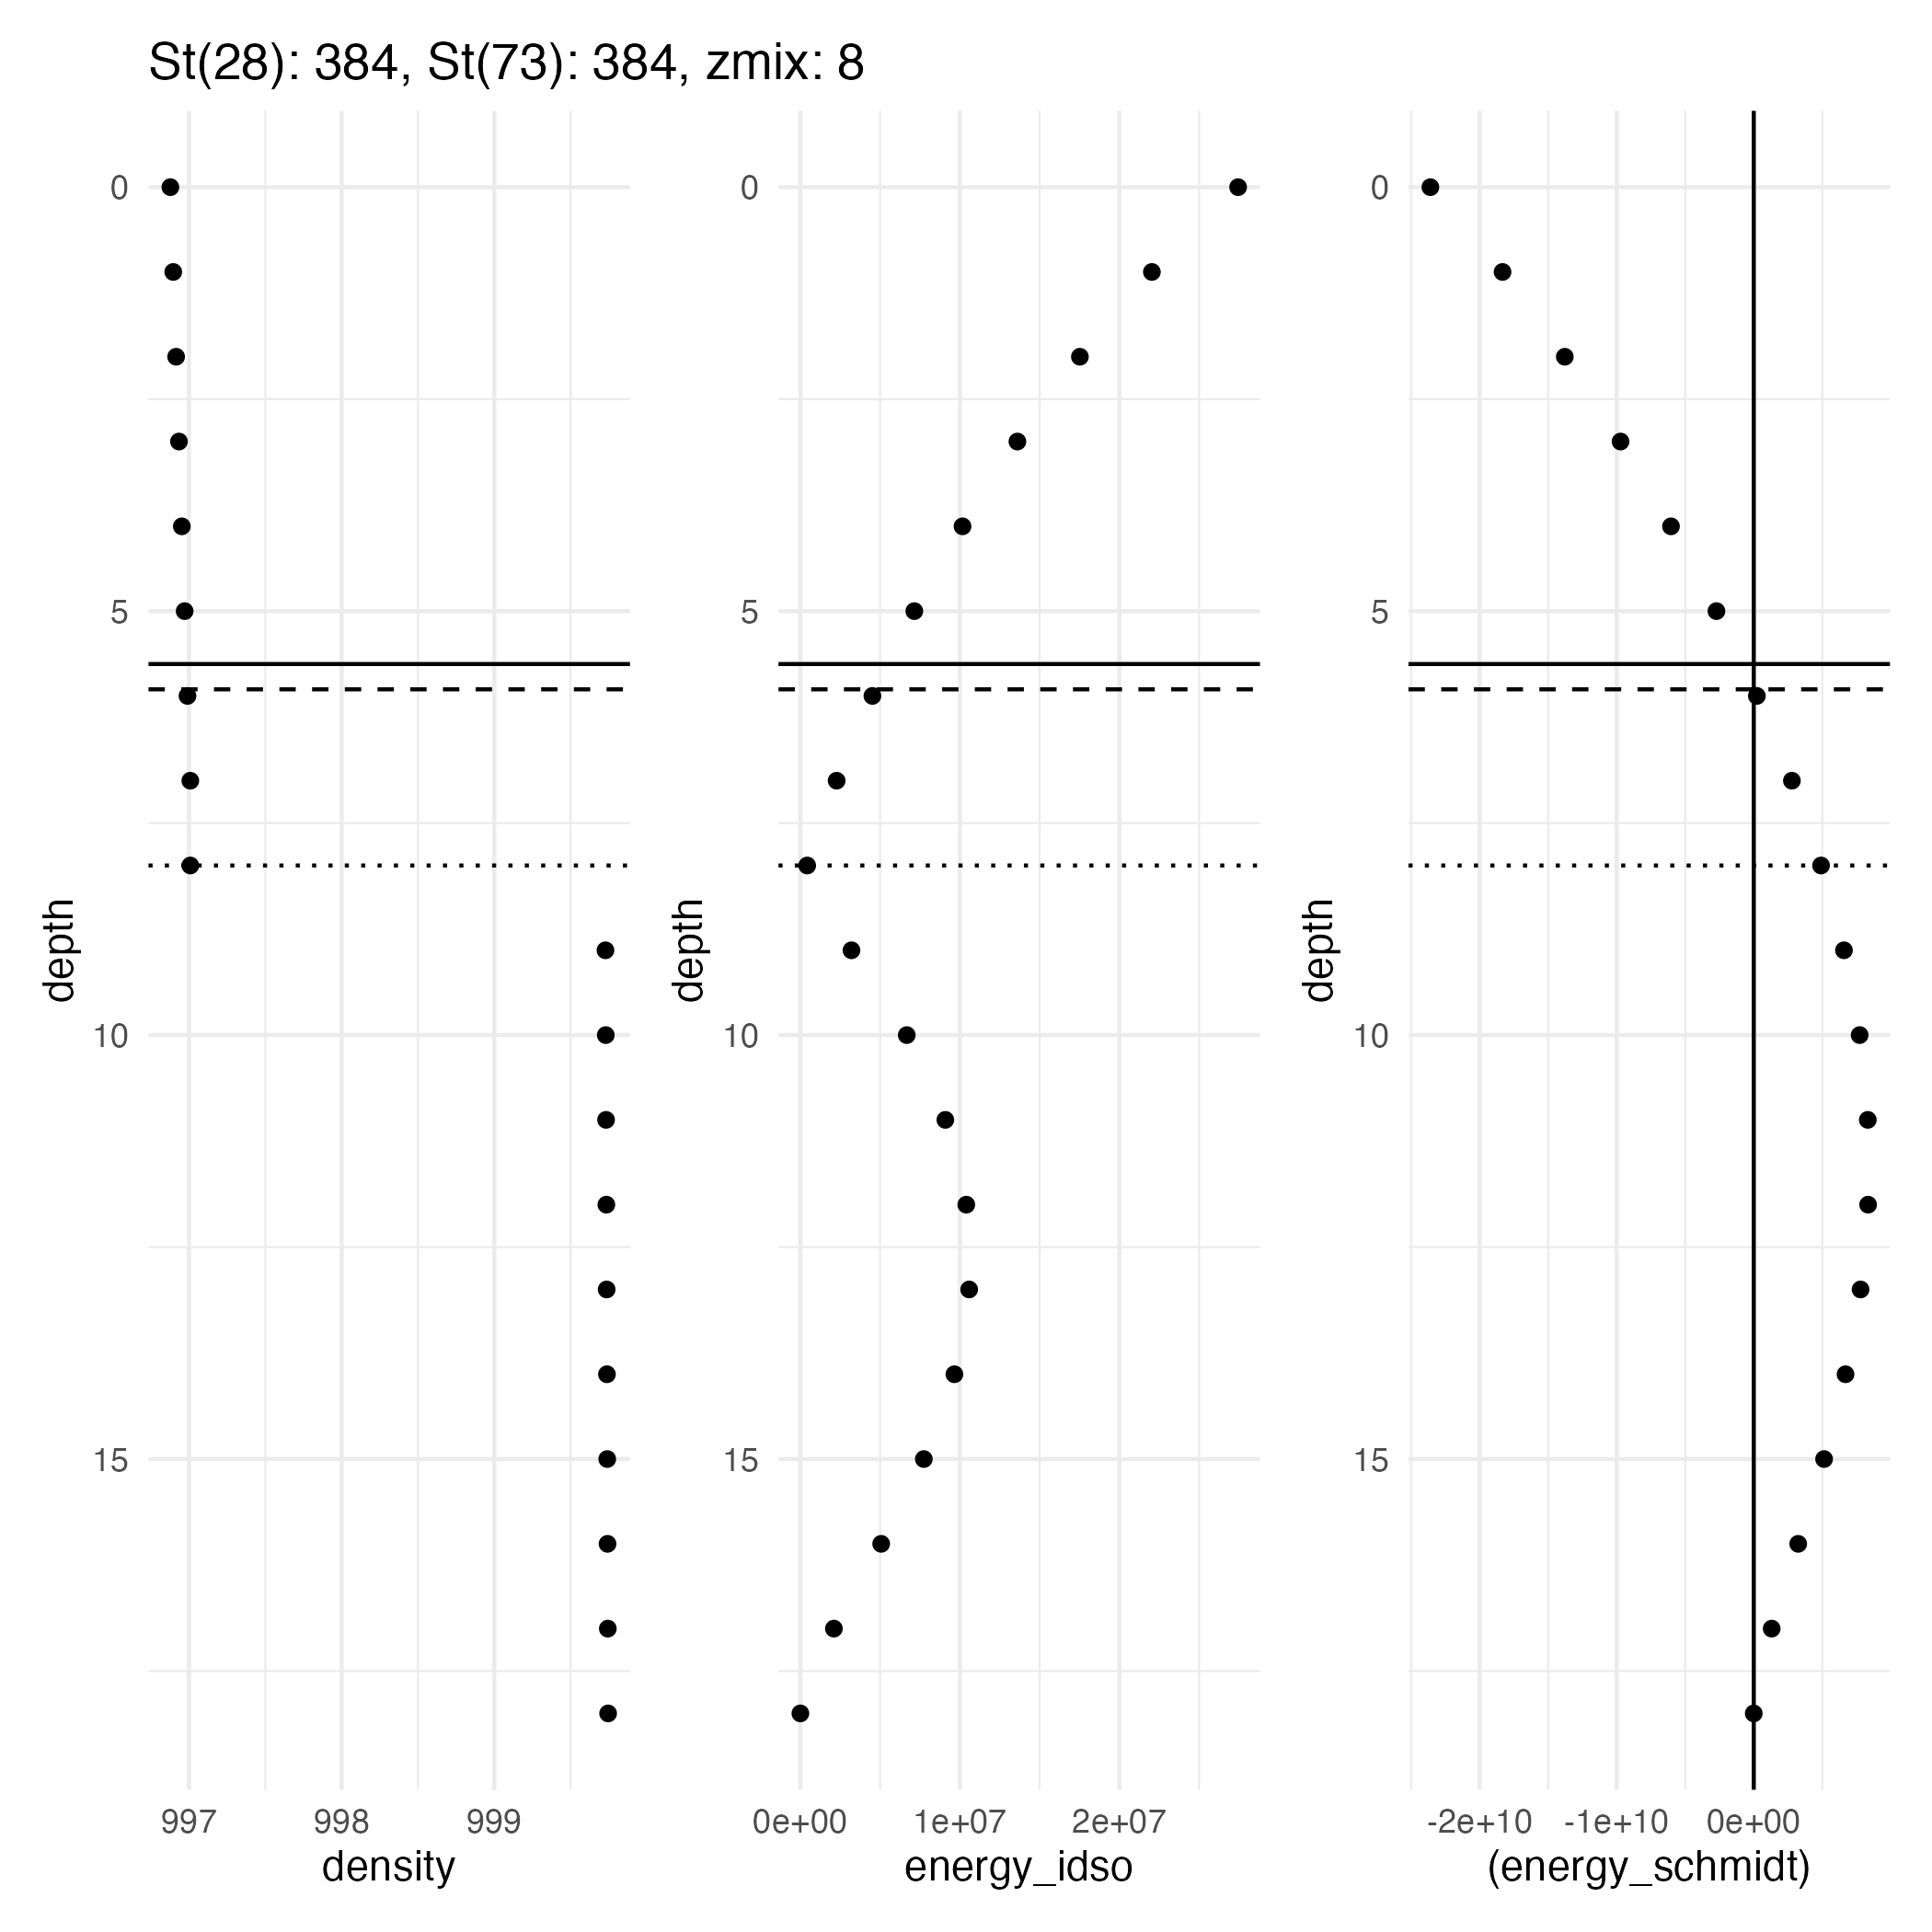 St(28): 384, St(73): 384, zmix: 8
0
5
10
15
depth
997
998
999
density
0
5
10
15
depth
0e+00
1e+07
2e+07
energy_idso
0
5
10
15
depth
-2e+10
-1e+10
0e+00
(energy_schmidt)